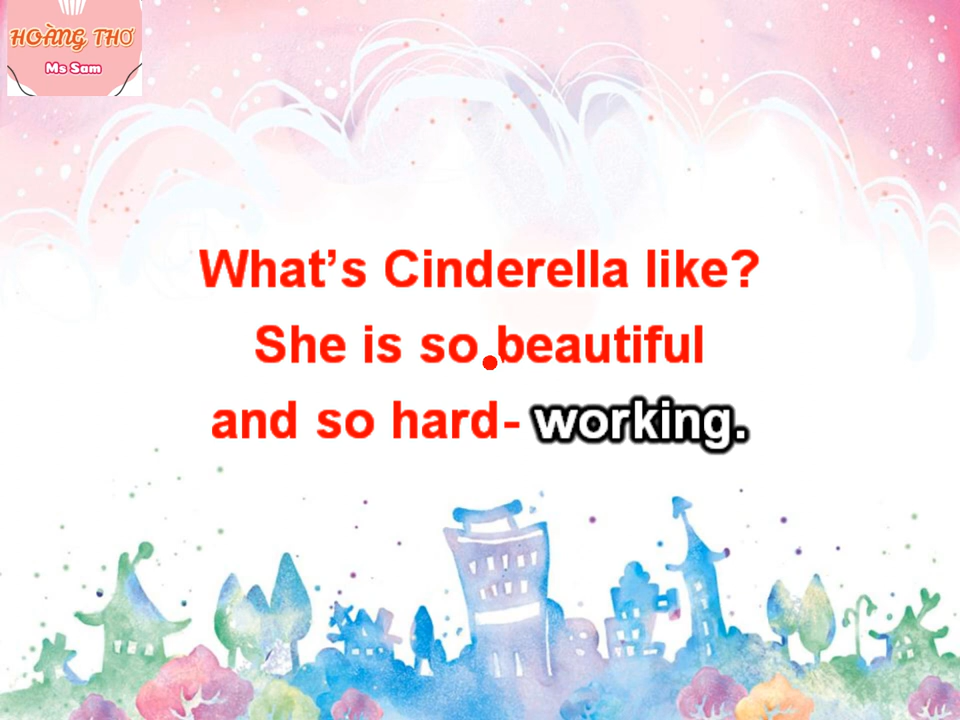 HOÀNG THƠ
Ms Sam
What’s Cinderella like?
She is so beautiful
and so hard- working.